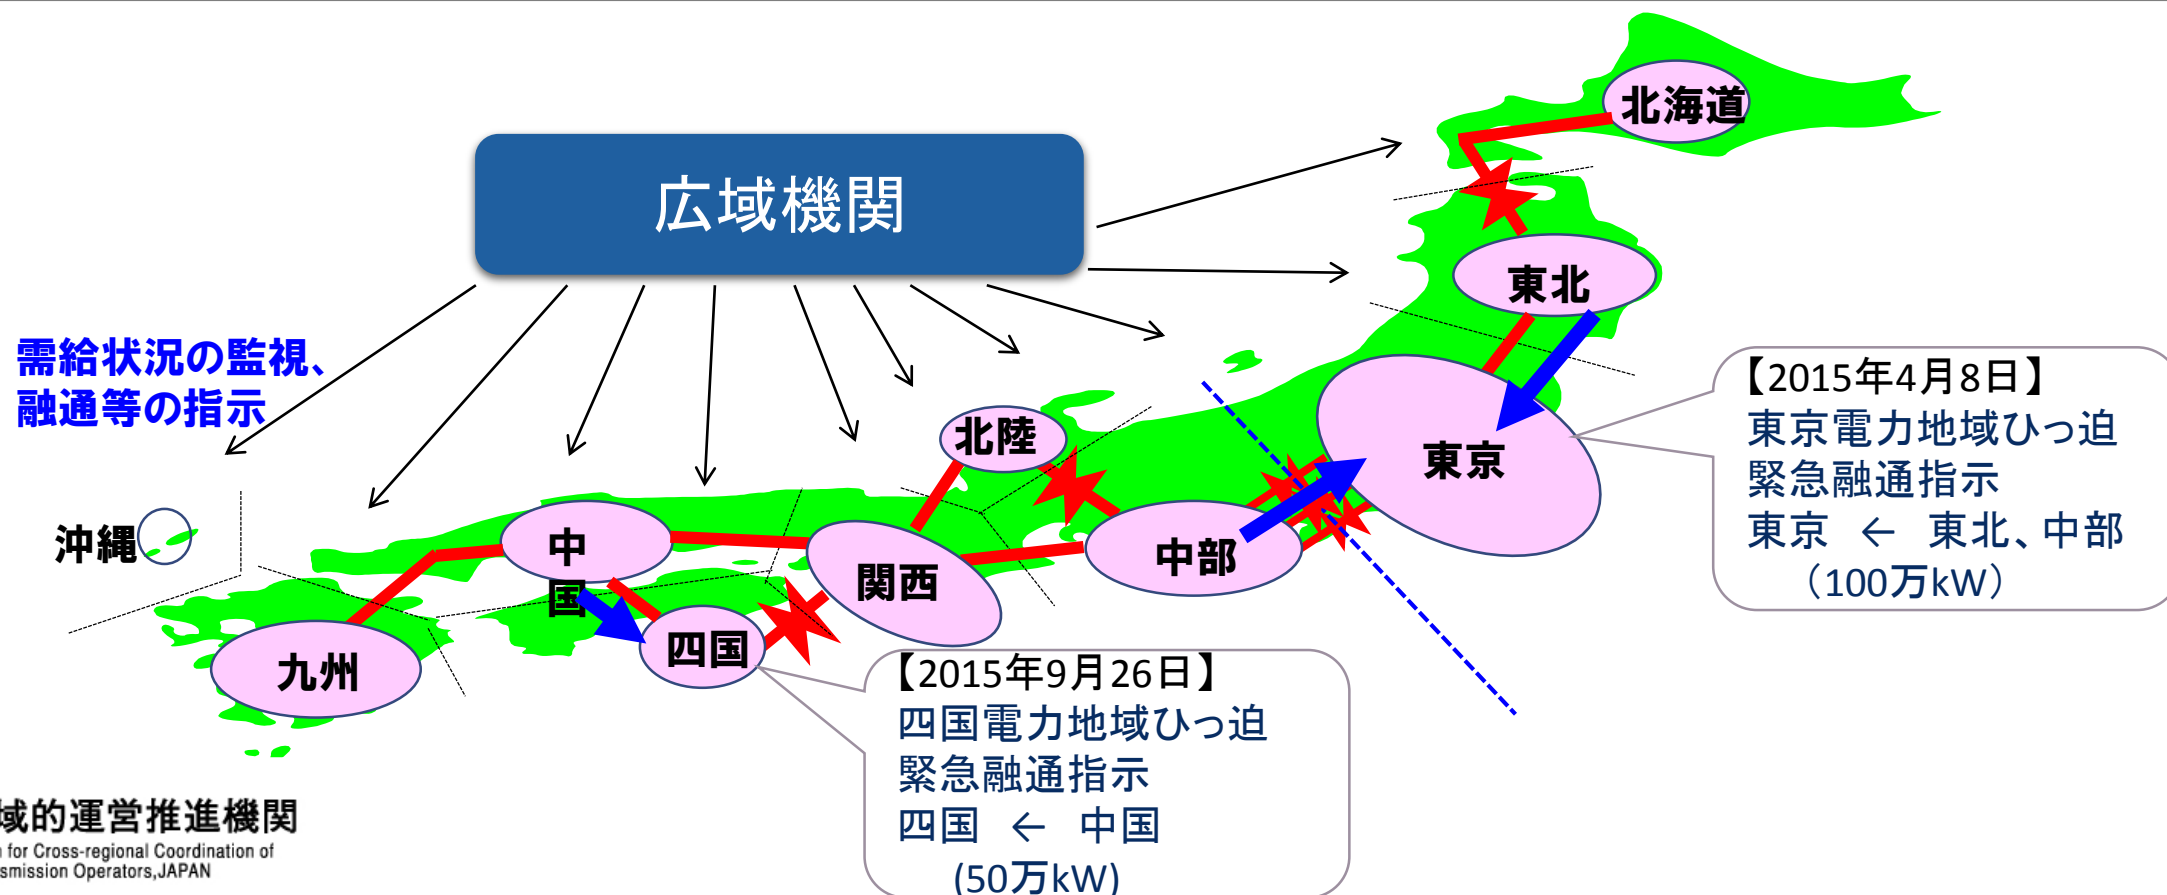 広域機関
需給状況の監視、
融通等の指示
北海道
東北
東京
北陸
中部
関西
中
国
四国
九州
沖縄
【2015年4月8日】
東京電力地域ひっ迫
緊急融通指示
東京 ← 東北、中部
（100万kW）
【2015年9月26日】
四国電力地域ひっ迫
緊急融通指示
四国 ← 中国
(50万kW)
域的運営推進機関
for Cross-regional Coordination of
smission Operators,JAPAN